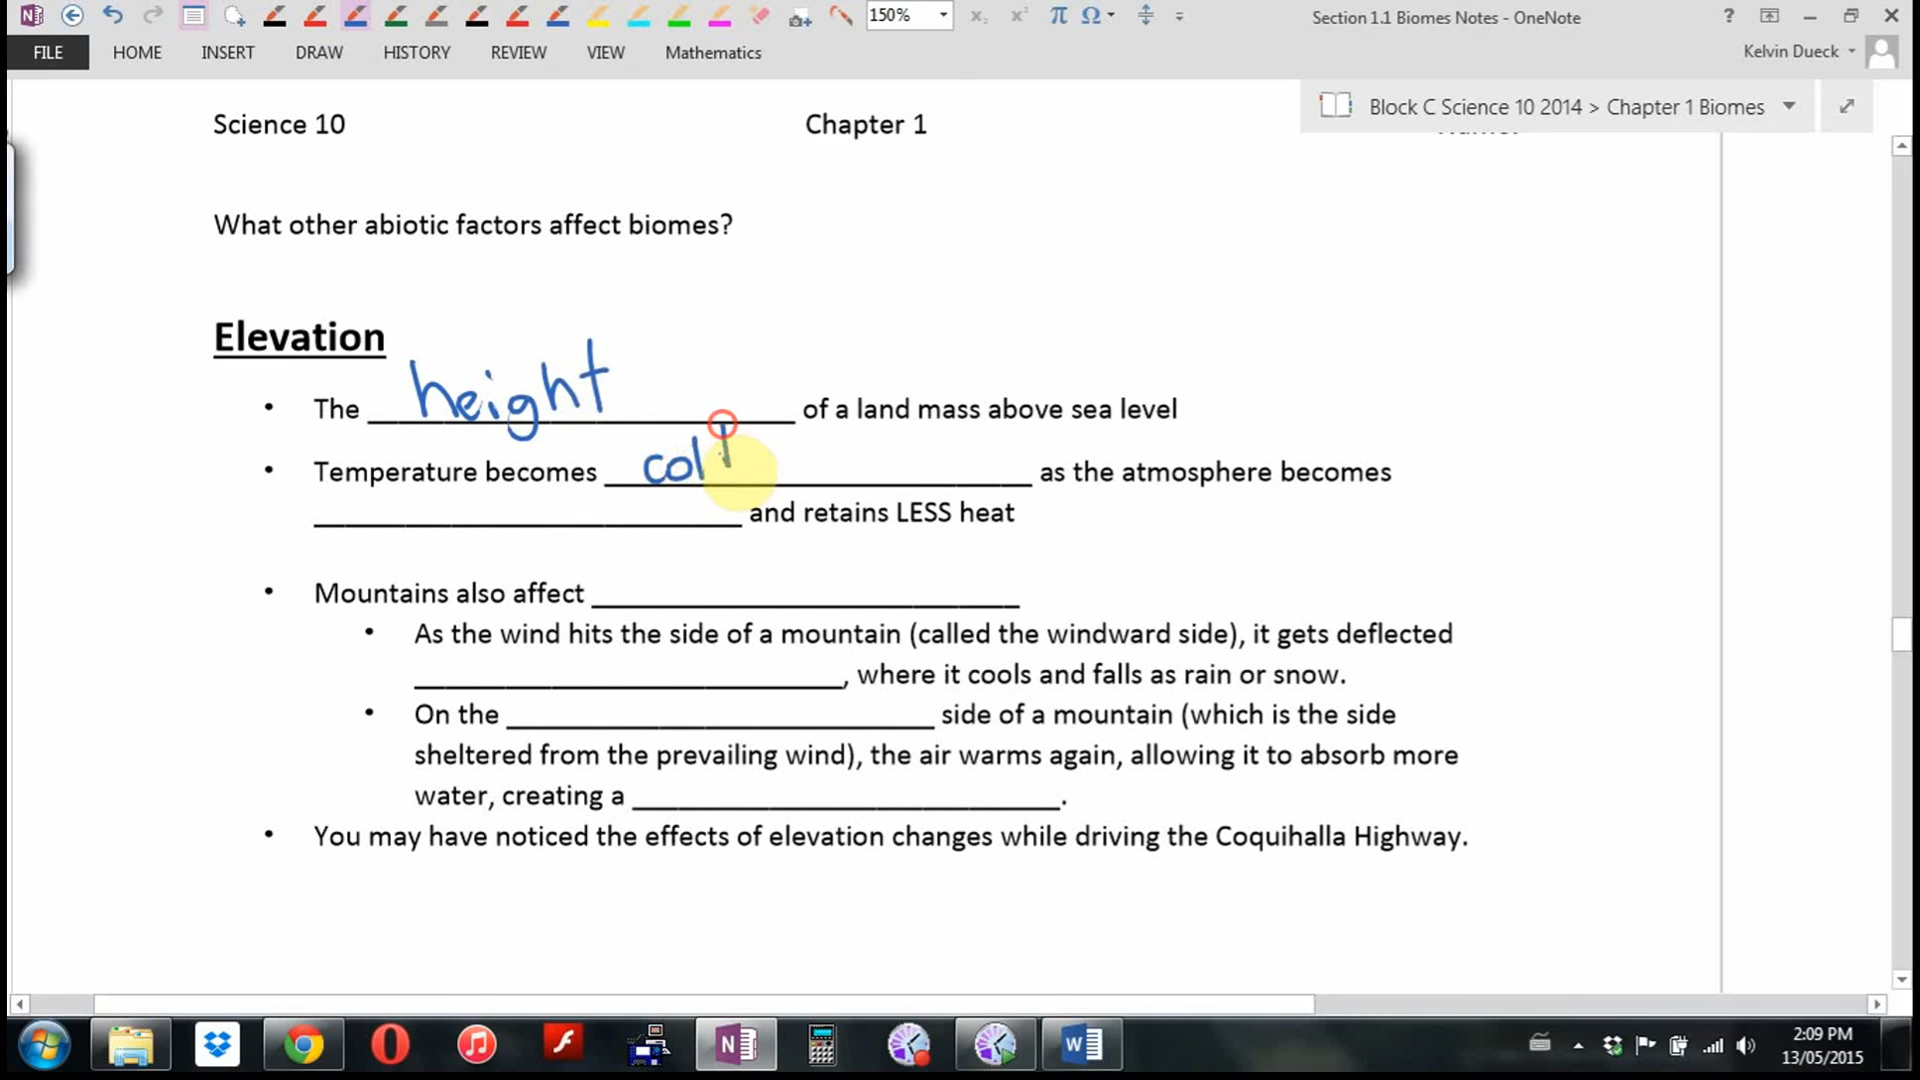 150%
Section 1.1 Biomes Notes - OneNote
FILE HOME INSERT DRAW HISTORY REVIEW VIEW Mathematics
Kelvin Dueck
Block C Science 10 2014 > Chapter 1 Biomes
Science 10 Chapter 1
What other abiotic factors affect biomes?
Elevation
• The height of a land mass above sea level
• Temperature becomes col as the atmosphere becomes
and retains LESS heat
• Mountains also affect
• As the wind hits the side of a mountain (called the windward side), it gets deflected
, where it cools and falls as rain or snow.
• On the side of a mountain (which is the side
sheltered from the prevailing wind), the air warms again, allowing it to absorb more
water, creating a .
• You may have noticed the effects of elevation changes while driving the Coquihalla Highway.
2:09 PM
13/05/2015